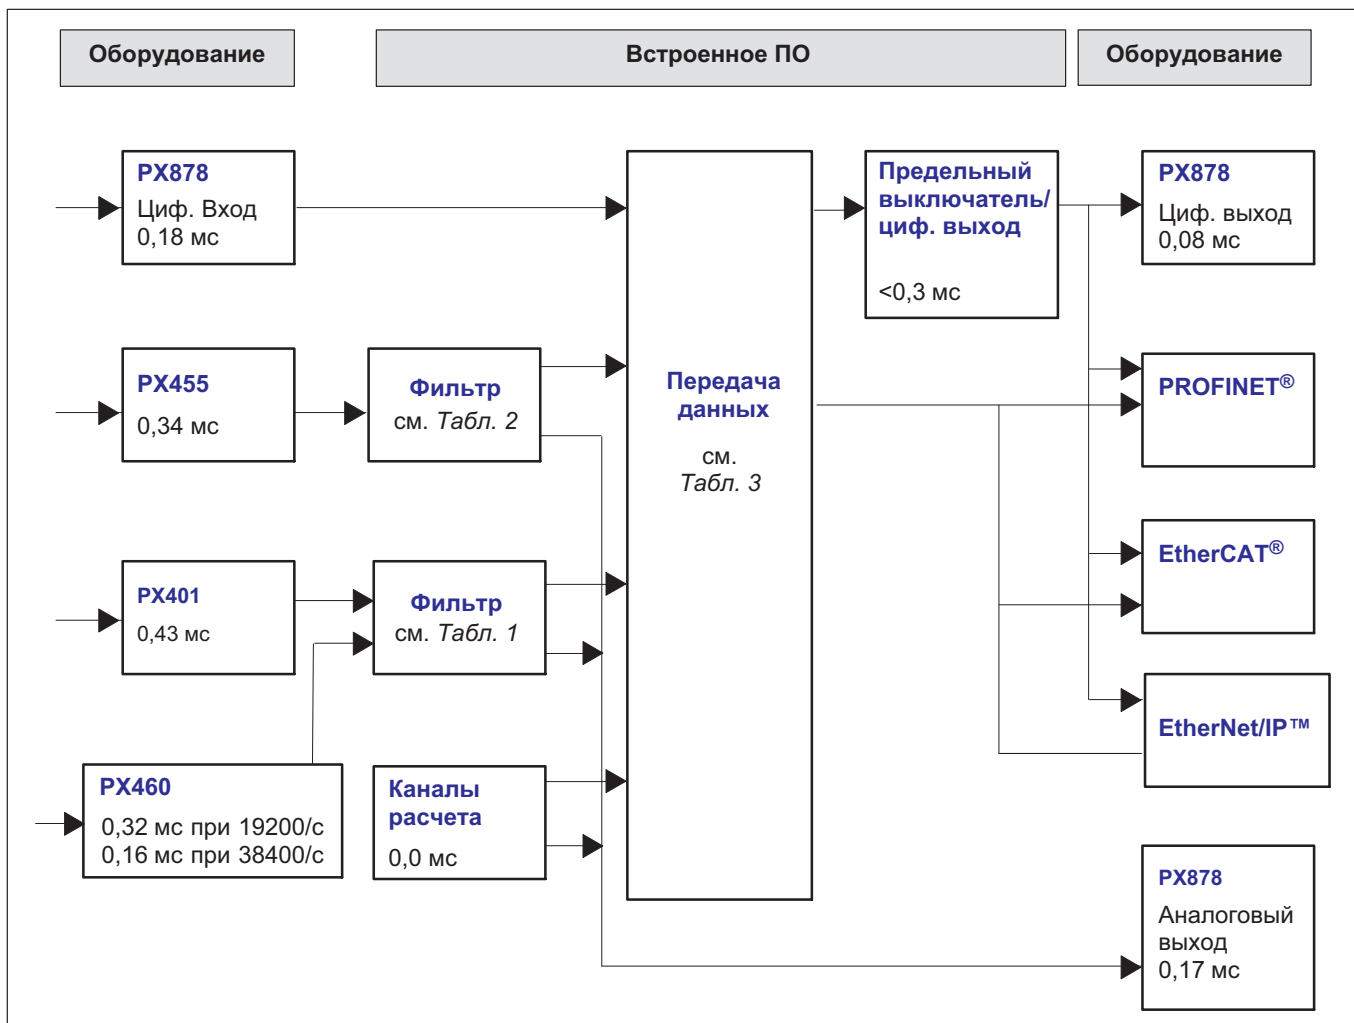 Оборудование
Встроенное ПО
Оборудование
PX878
Циф. Вход
0,18 мс
Предельный
выключатель/
циф. выход
<0,3 мс
PX878
Циф. выход
0,08 мс
PX455
0,34 мс
Фильтр
см. Табл. 2
Передача
данных
см.
Табл. 3
PROFINET®
PX401
0,43 мс
Фильтр
см. Табл. 1
EtherCAT®
EtherNet/IP™
PX460
0,32 мс при 19200/с
0,16 мс при 38400/с
Каналы
расчета
0,0 мс
PX878
Аналоговый
выход
0,17 мс